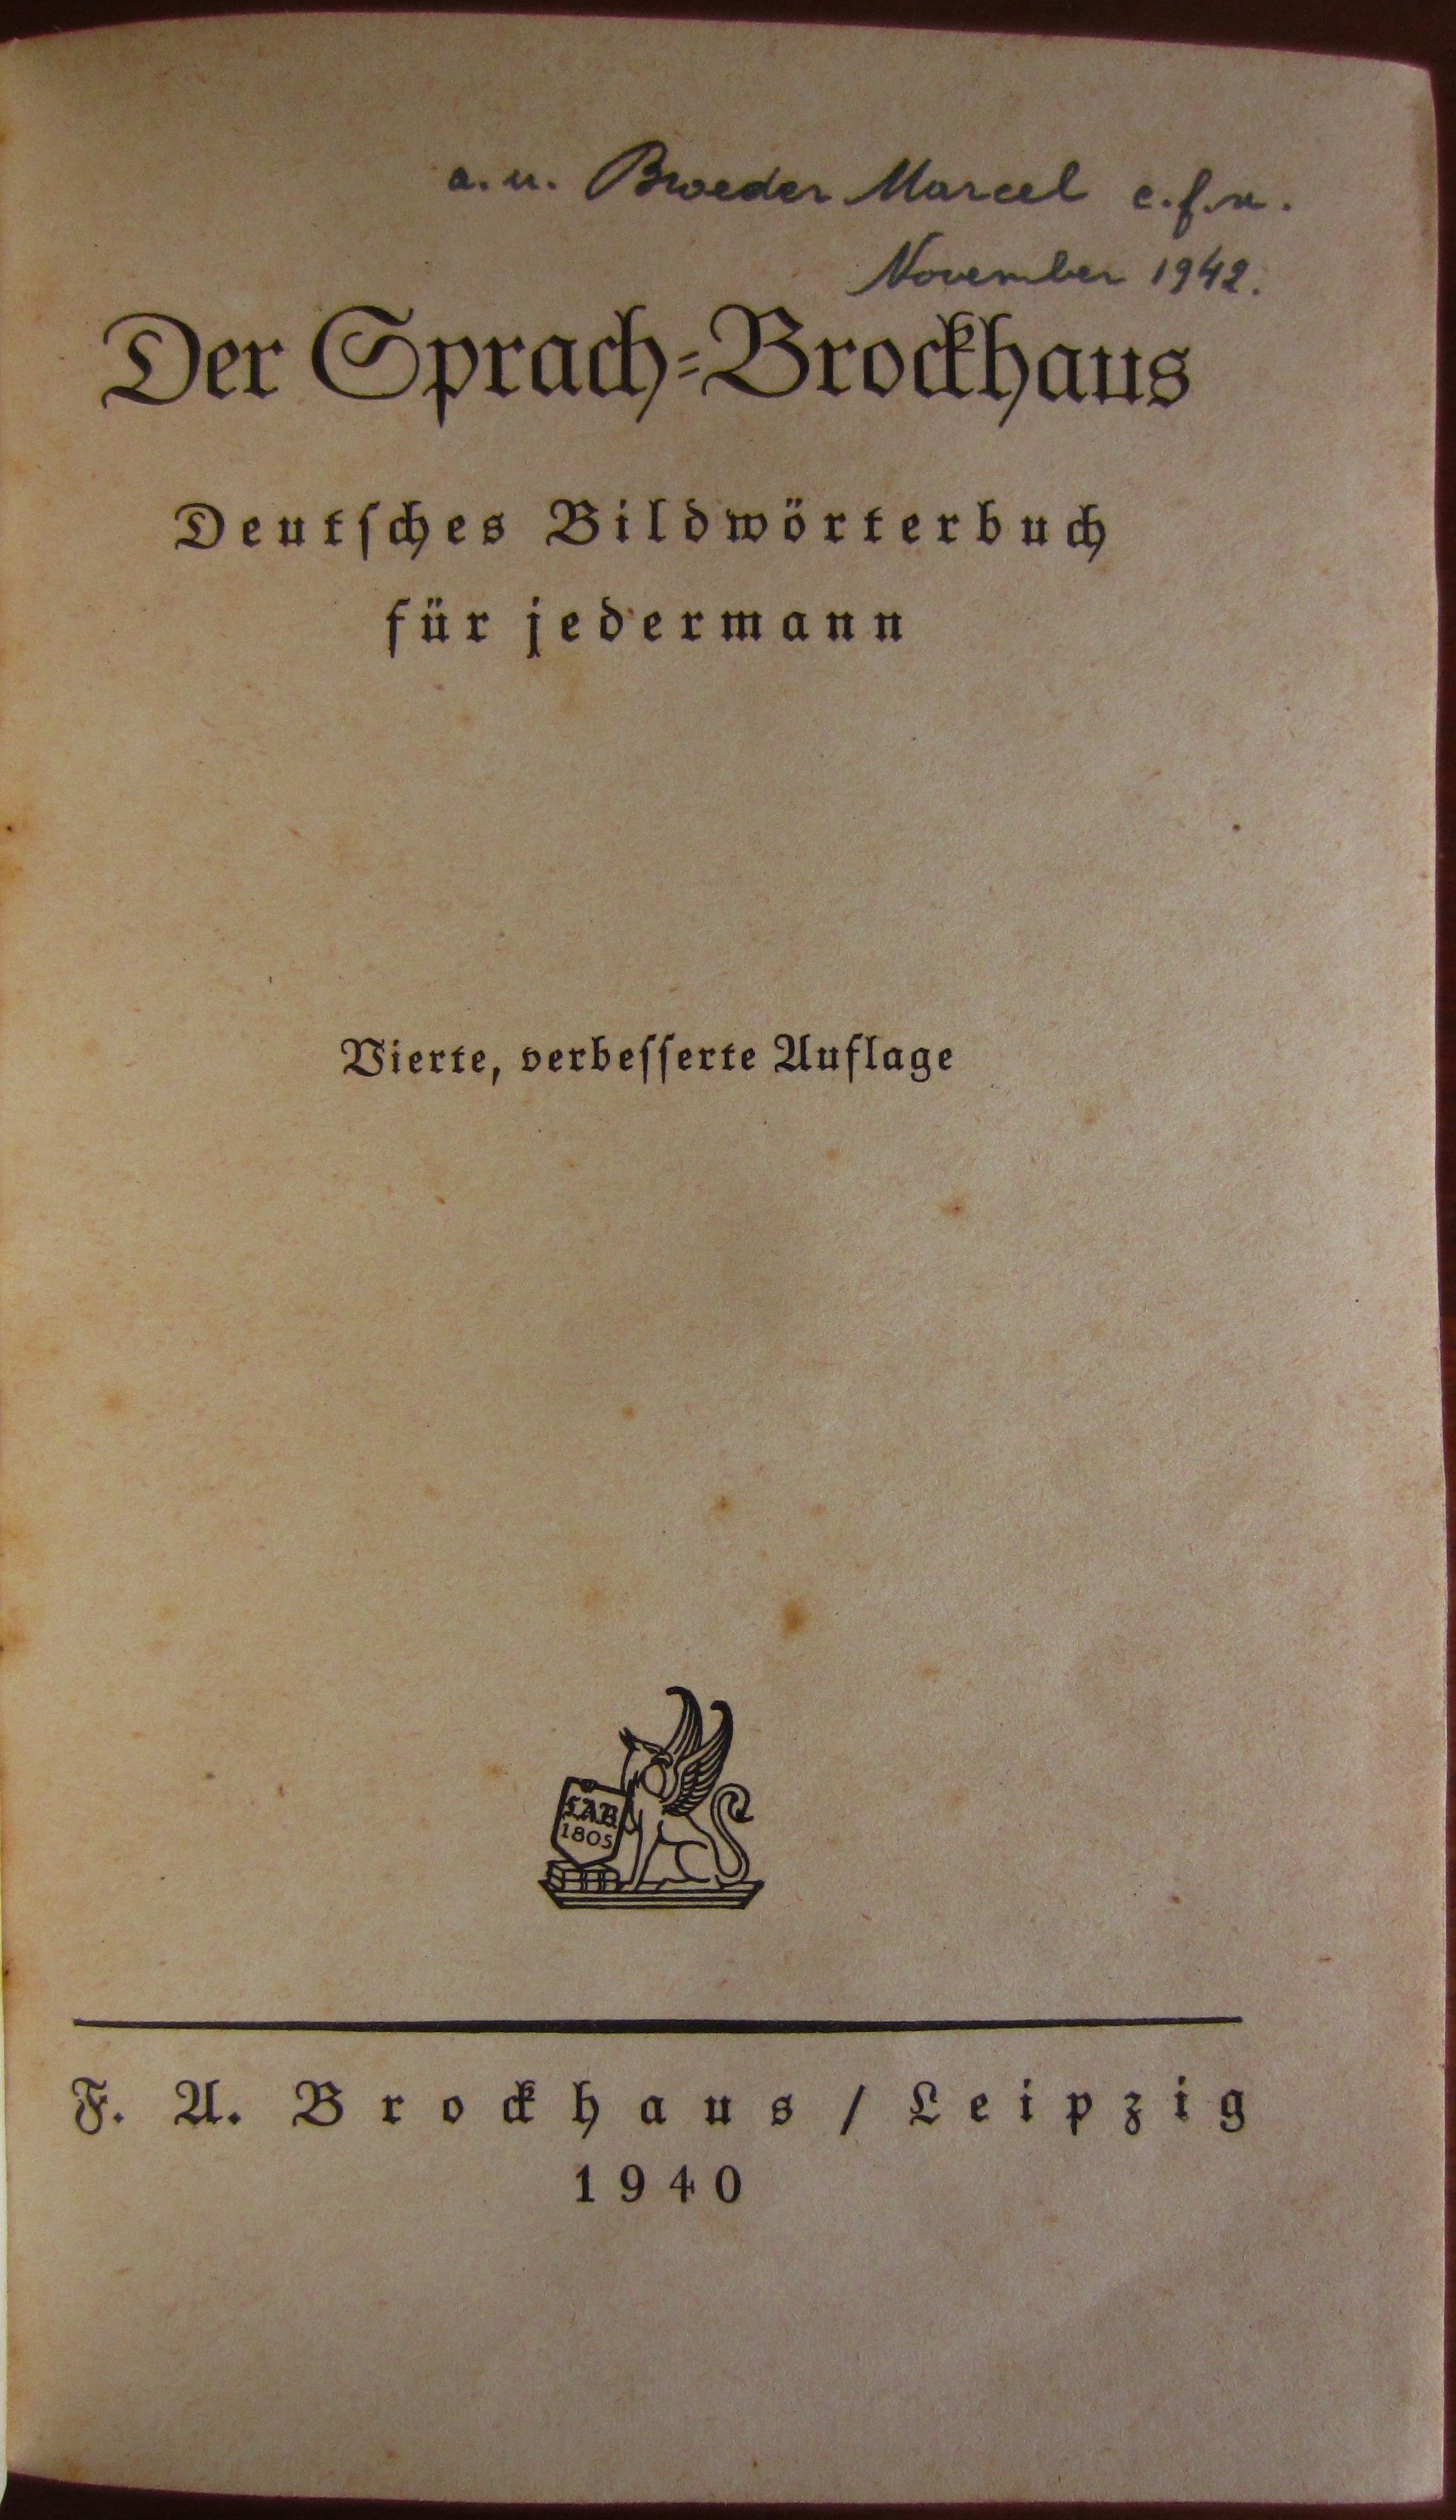 a.u. Broeder Marcel c.f.x.
November 1942.
Der Sprach=Brockhaus
Deutſches Bildwörterbuch
für jedermann
Vierte, verbeſſerte Auflage
F.A.B.
1805
F. A. Brockhaus / Leipzig
1940